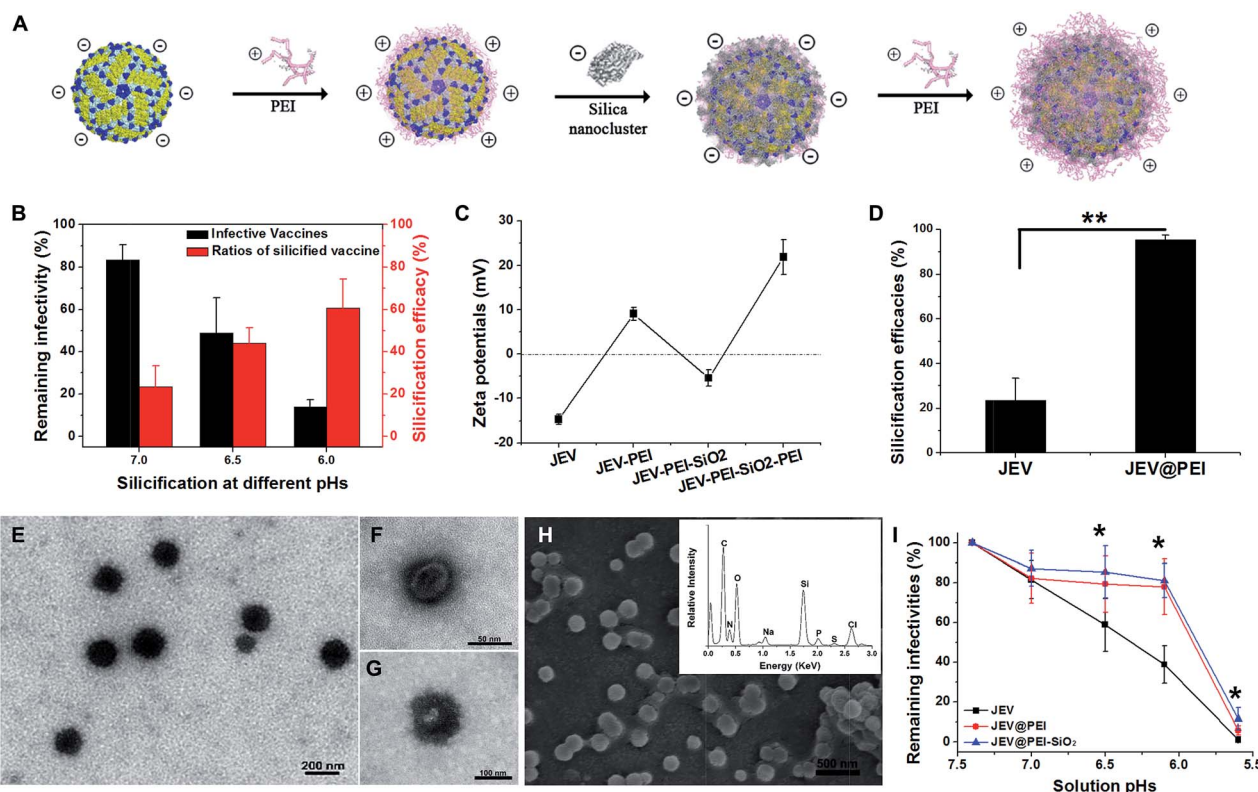 A
PEI
Silica
nanocluster
PEI
B
Remaining infectivity (%)
100
80
60
40
20
0
Infective Vaccines
Ratios of silicified vaccine
100
80
60
40
20
0
Silicification efficacy (%)
7.0 6.5 6.0
Silicification at different pHs
C
Zeta potentials (mV)
30
20
10
0
-10
-20
JEV JEV-PEI JEV-PEI-SiO2 JEV-PEI-SiO2-PEI
D
Silicification efficacies (%)
100
80
60
40
20
0
**
JEV JEV@PEI
E
200 nm
F
50 nm
G
100 nm
H
500 nm
Relative Intensity
C
N
O
Na
Si
P
S
Cl
0.0 0.5 1.0 1.5 2.0 2.5 3.0
Energy (KeV)
I
Remaining infectivities (%)
100
80
60
40
20
0
* * *
JEV
JEV@PEI
JEV@PEI-SiO₂
7.5 7.0 6.5 6.0 5.5
Solution pHs